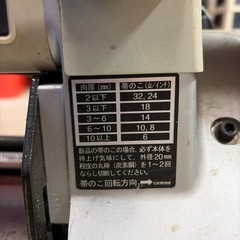 肉厚(mm) 帯のこ(山/インチ)
2以下 32,24
3以下 18
3~6 14
6~10 10,8
10以上 6
新品の帯のこの場合、必ず本体を
持上げ気味にして、外径20mm
程度の丸棒(炭素鋼)を1~2回
ならし切断してください。
帯のこ回転方向